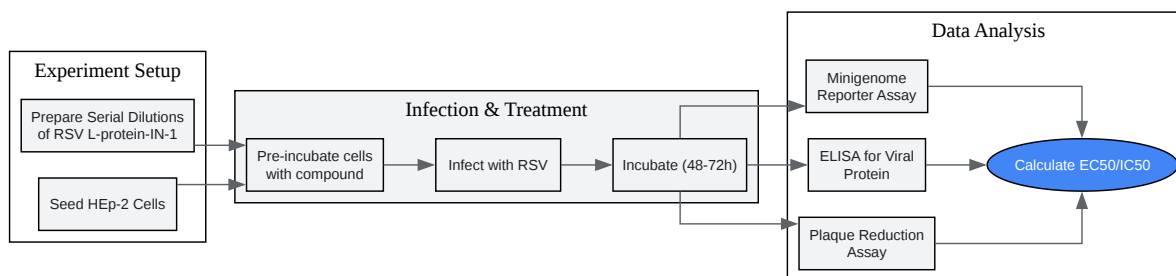 Experiment Setup
Prepare Serial Dilutions
of RSV L-protein-IN-1
Seed HEp-2 Cells
Infection & Treatment
Pre-incubate cells
with compound
Infect with RSV
Incubate (48-72h)
Data Analysis
Minigenome
Reporter Assay
ELISA for Viral
Protein
Plaque Reduction
Assay
Calculate EC50/IC50